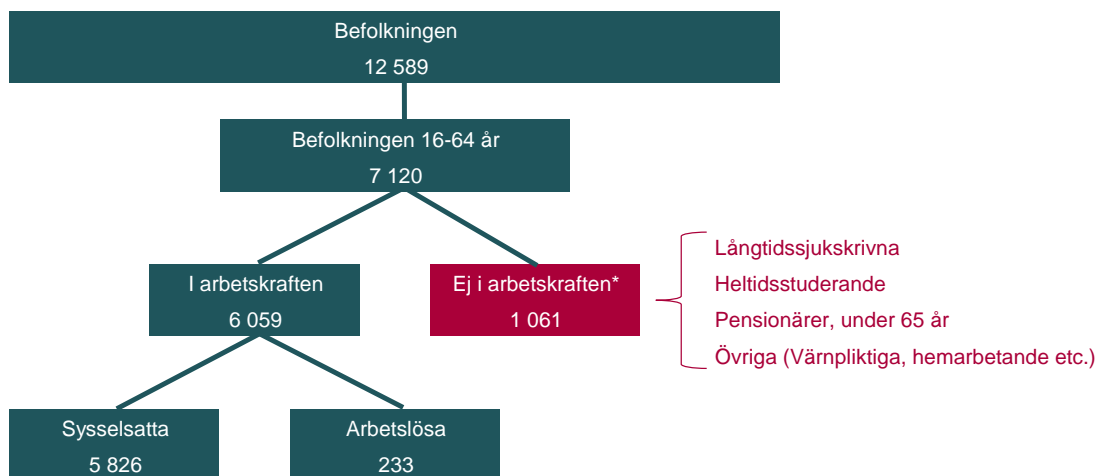 Befolkningen
12 589
Befolkningen 16-64 år
7 120
I arbetskraften
6 059
Ej i arbetskraften*
1 061
Långtidssjukskrivna
Heltidsstuderande
Pensionärer, under 65 år
Övriga (Värnpliktiga, hemarbetande etc.)
Sysselsatta
5 826
Arbetslösa
233